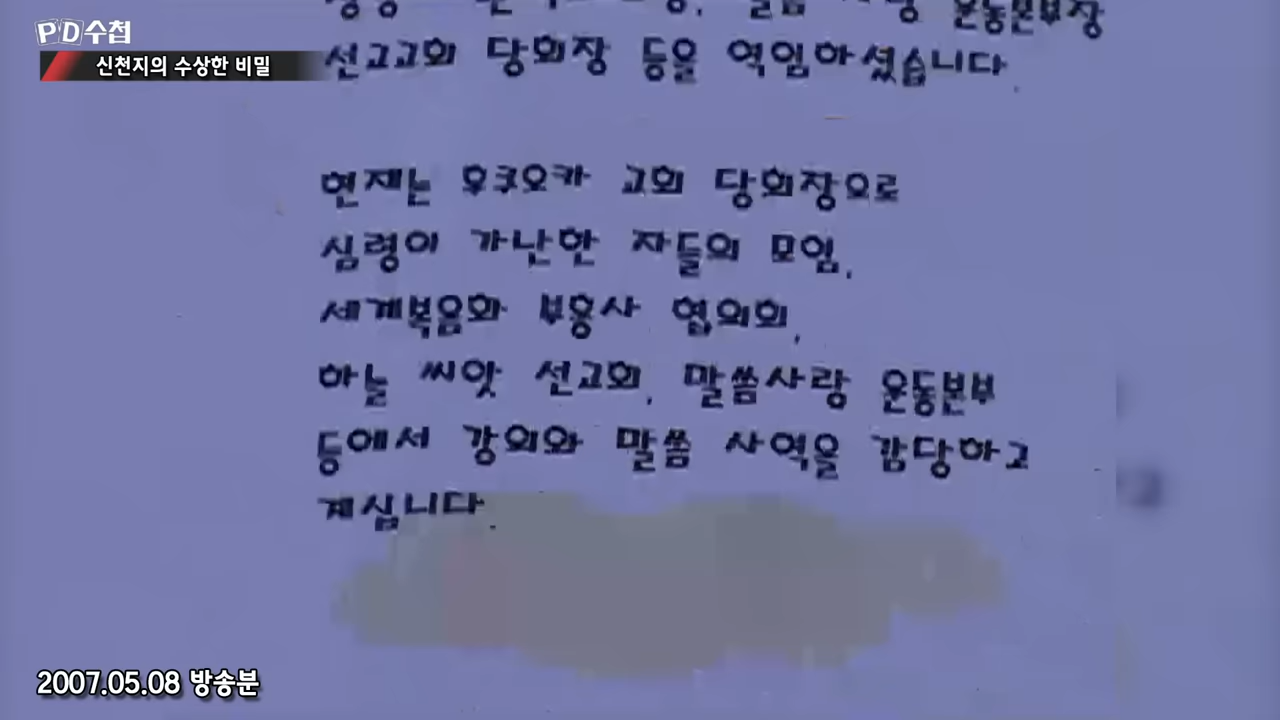 PD수첩
신천지의 수상한 비밀
운동본부장
선교교회 당회장 등을 역임하셨습니다.
현재는 후쿠오카 교회 당회장으로
심령이 가난한 자들의 모임,
세계복음화 부흥사 협의회,
하늘 씨앗 선교회, 말씀사랑 운동본부
등에서 강의와 말씀 사역을 감당하고
계십니다.
2007.05.08 방송분